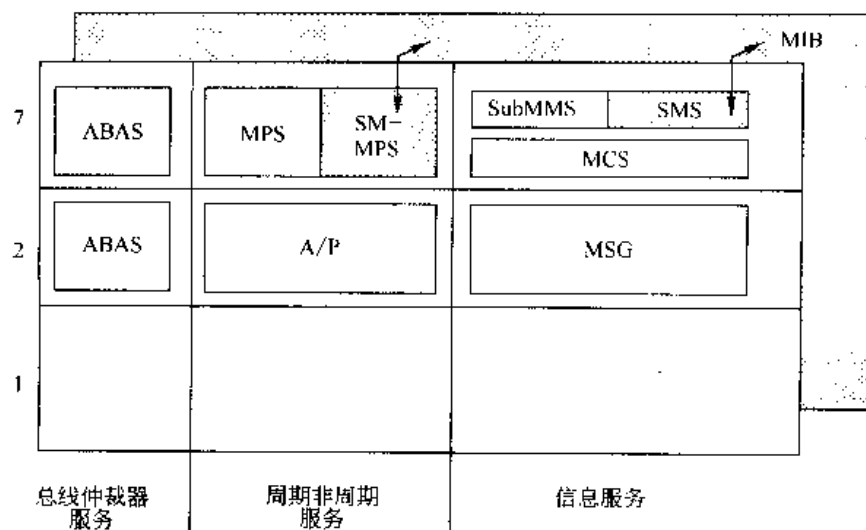 MIB
7
ABAS
MPS
SM-
MPS
SubMMS
SMS
MCS
2
ABAS
A/P
MSG
1
总线仲裁器
服务
周期非周期
服务
信息服务